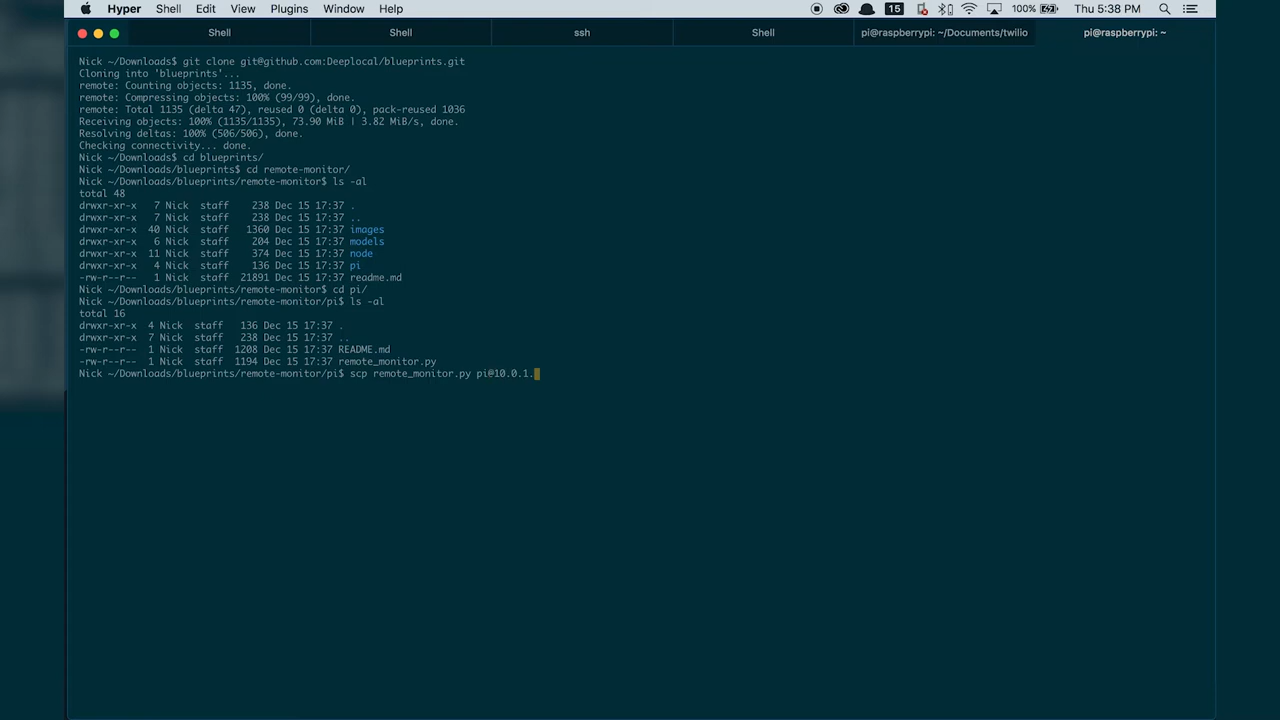 Hyper Shell Edit View Plugins Window Help 15 100% Thu 5:38 PM
Shell Shell ssh Shell pi@raspberrypi: ~/Documents/twilio pi@raspberrypi: ~
Nick ~/Downloads$ git clone git@github.com:Deeplocal/blueprints.git
Cloning into 'blueprints'...
remote: Counting objects: 1135, done.
remote: Compressing objects: 100% (99/99), done.
remote: Total 1135 (delta 47), reused 0 (delta 0), pack-reused 1036
Receiving objects: 100% (1135/1135), 73.90 MiB | 3.82 MiB/s, done.
Resolving deltas: 100% (506/506), done.
Checking connectivity... done.
Nick ~/Downloads$ cd blueprints/
Nick ~/Downloads/blueprints$ cd remote-monitor/
Nick ~/Downloads/blueprints/remote-monitor$ ls -al
total 48
drwxr-xr-x 7 Nick staff 238 Dec 15 17:37 .
drwxr-xr-x 7 Nick staff 238 Dec 15 17:37 ..
drwxr-xr-x 40 Nick staff 1360 Dec 15 17:37 images
drwxr-xr-x 6 Nick staff 204 Dec 15 17:37 models
drwxr-xr-x 11 Nick staff 374 Dec 15 17:37 node
drwxr-xr-x 4 Nick staff 136 Dec 15 17:37 pi
-rw-r--r-- 1 Nick staff 21891 Dec 15 17:37 readme.md
Nick ~/Downloads/blueprints/remote-monitor$ cd pi/
Nick ~/Downloads/blueprints/remote-monitor/pi$ ls -al
total 16
drwxr-xr-x 4 Nick staff 136 Dec 15 17:37 .
drwxr-xr-x 7 Nick staff 238 Dec 15 17:37 ..
-rw-r--r-- 1 Nick staff 1208 Dec 15 17:37 README.md
-rw-r--r-- 1 Nick staff 1194 Dec 15 17:37 remote_monitor.py
Nick ~/Downloads/blueprints/remote-monitor/pi$ scp remote_monitor.py pi@10.0.1.